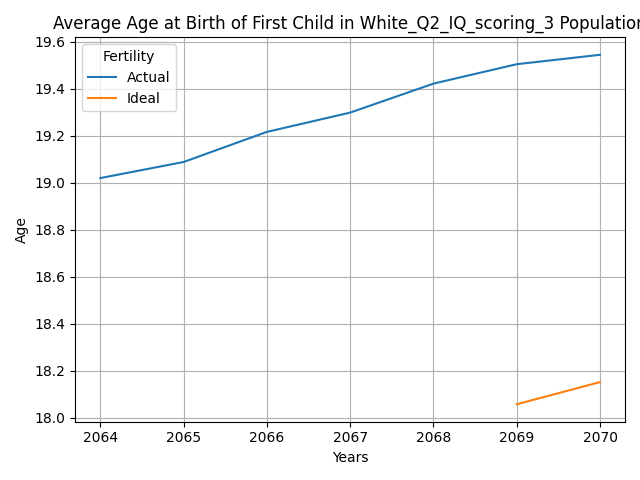 Average Age at Birth of First Child in White_Q2_IQ_scoring_3 Population
Fertility
Actual
Ideal
19.6
19.4
19.2
19.0
18.8
18.6
18.4
18.2
18.0
Age
2064 2065 2066 2067 2068 2069 2070
Years